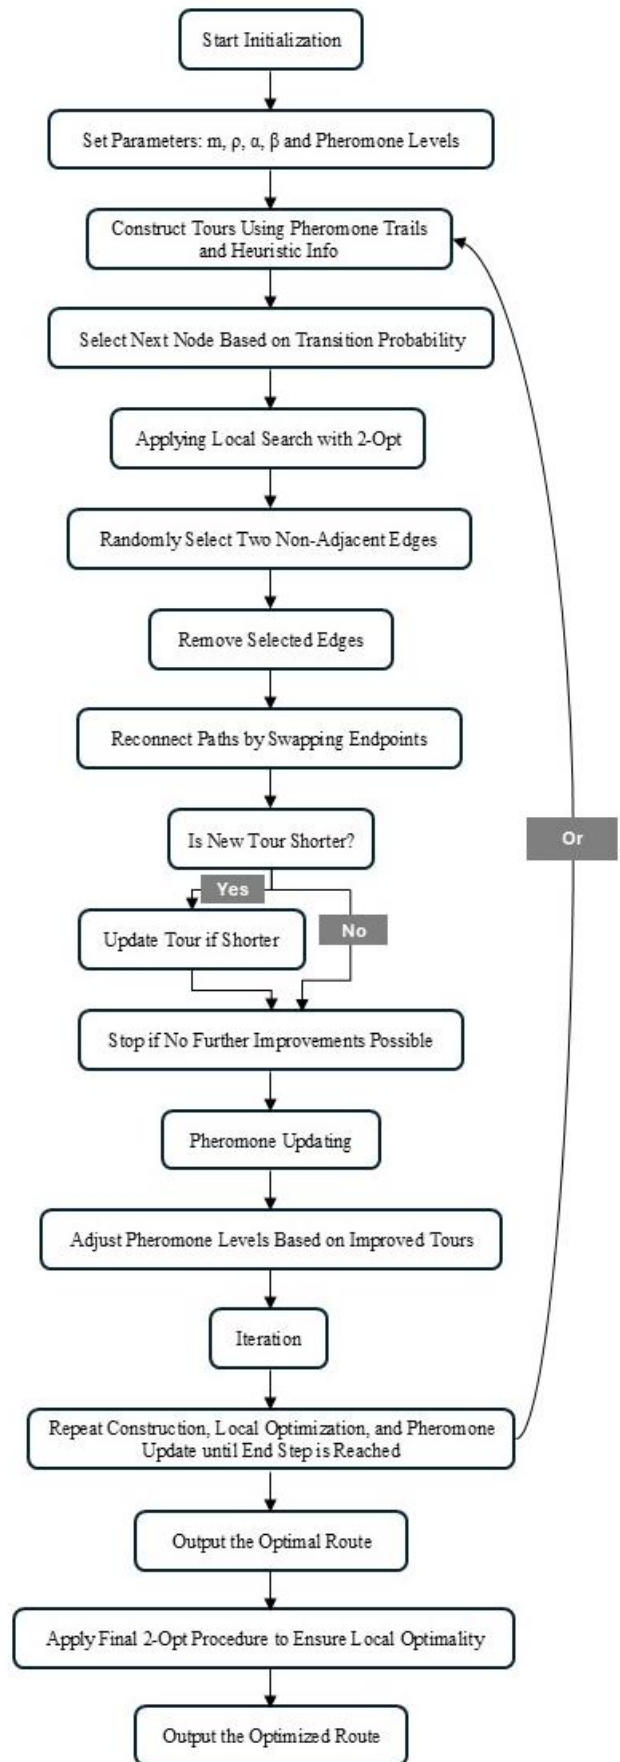 Start Initialization
Set Parameters: m, ρ, α, β and Pheromone Levels
Construct Tours Using Pheromone Trails
and Heuristic Info
Select Next Node Based on Transition Probability
Applying Local Search with 2-Opt
Randomly Select Two Non-Adjacent Edges
Remove Selected Edges
Reconnect Paths by Swapping Endpoints
Or
Is New Tour Shorter?
Yes
No
Update Tour if Shorter
Stop if No Further Improvements Possible
Pheromone Updating
Adjust Pheromone Levels Based on Improved Tours
Iteration
Repeat Construction, Local Optimization, and Pheromone
Update until End Step is Reached
Output the Optimal Route
Apply Final 2-Opt Procedure to Ensure Local Optimality
Output the Optimized Route